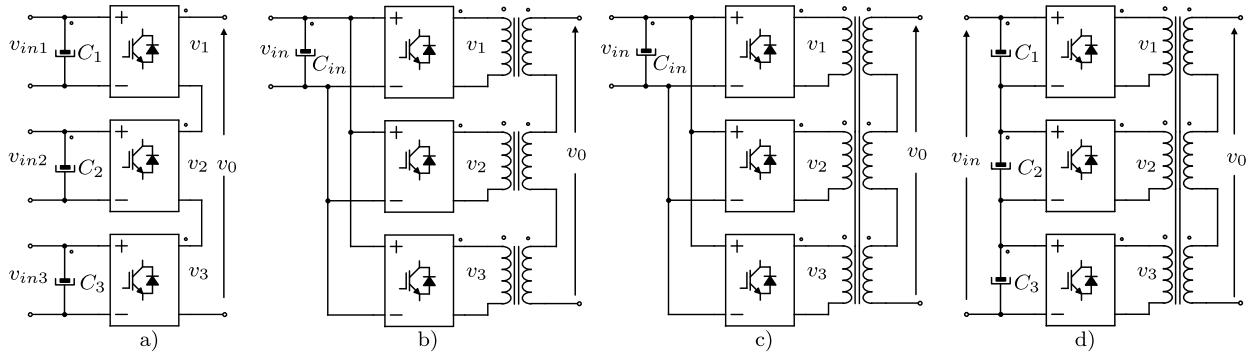 v_in1 C_1 + − v_1
v_in2 C_2 + − v_2 v_0
v_in3 C_3 + − v_3
a)
v_in C_in + − v_1
+ − v_2 v_0
+ − v_3
b)
v_in C_in + − v_1
+ − v_2 v_0
+ − v_3
c)
C_1 + − v_1
v_in C_2 + − v_2 v_0
C_3 + − v_3
d)